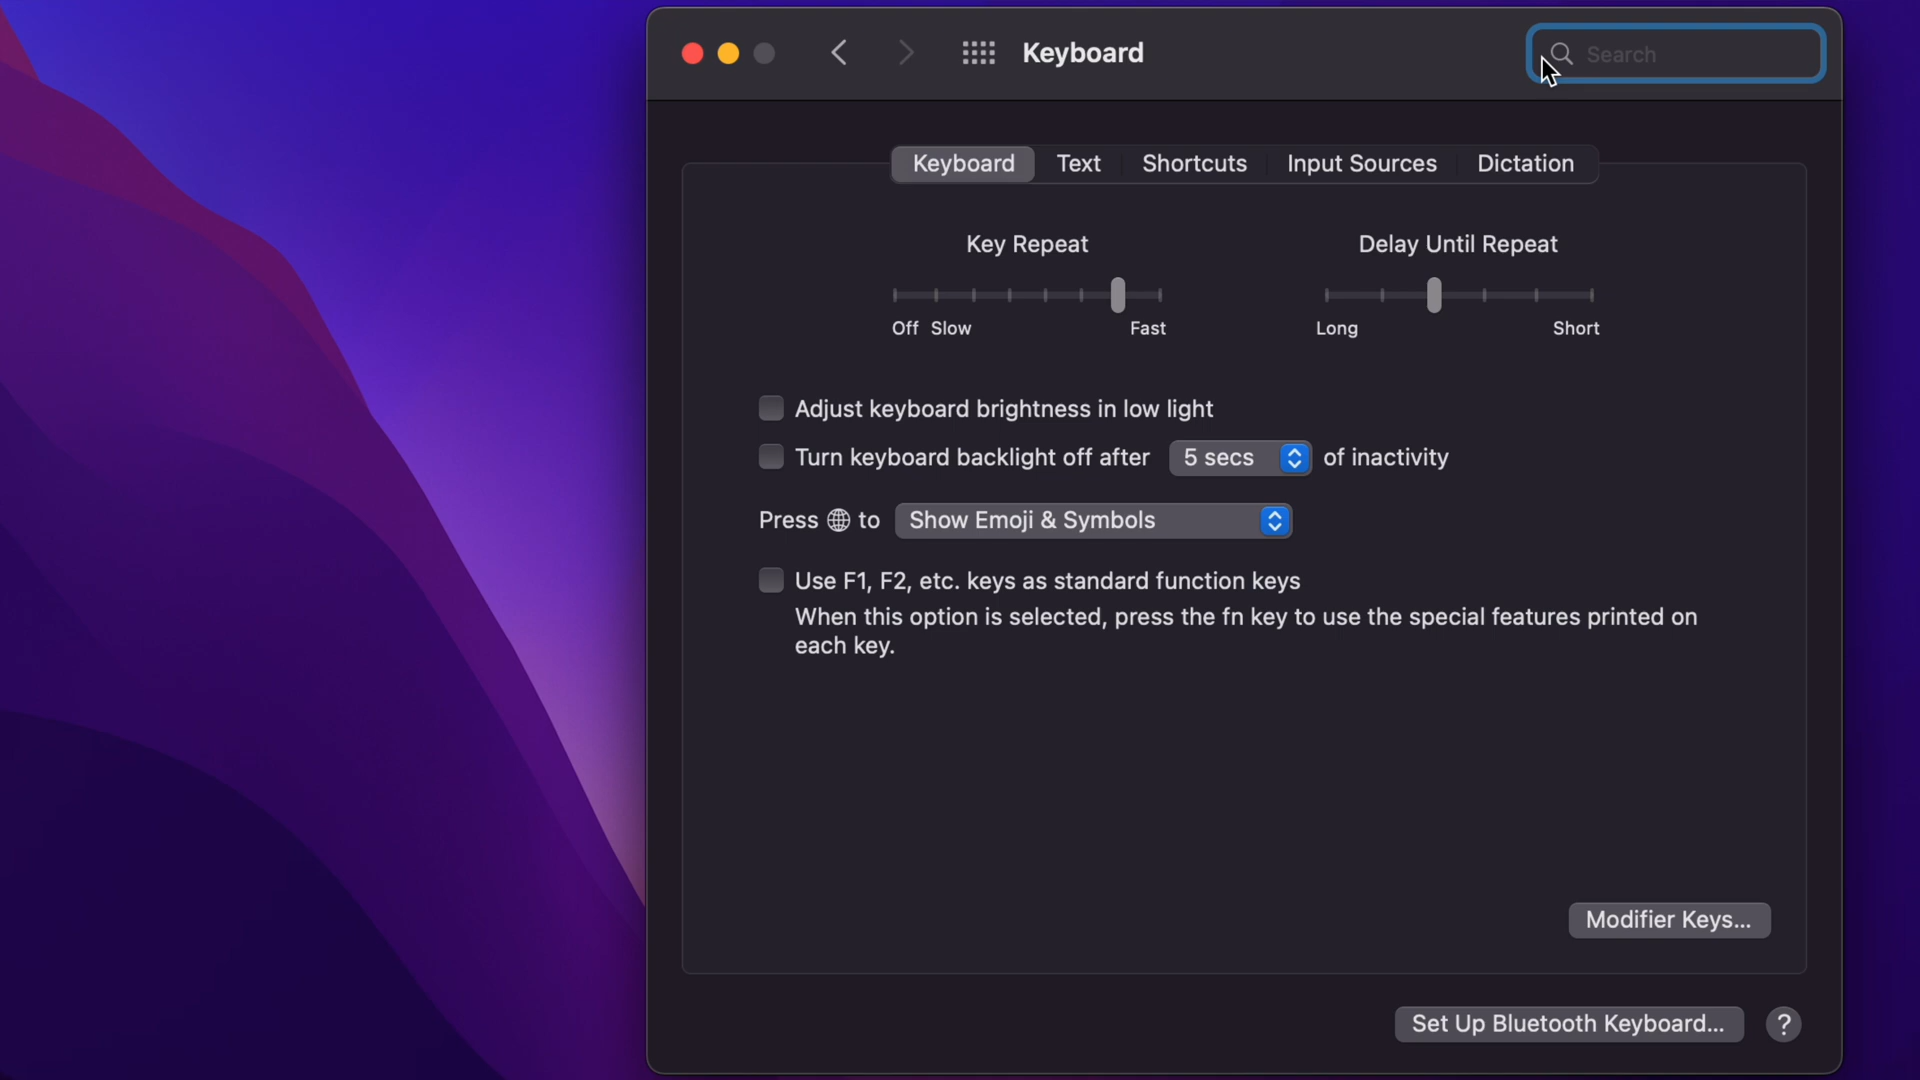 Keyboard
Search
Keyboard Text Shortcuts Input Sources Dictation
Key Repeat Delay Until Repeat
Off Slow Fast Long Short
Adjust keyboard brightness in low light
Turn keyboard backlight off after 5 secs of inactivity
Press to Show Emoji & Symbols
Use F1, F2, etc. keys as standard function keys
When this option is selected, press the fn key to use the special features printed on
each key.
Modifier Keys...
Set Up Bluetooth Keyboard... ?